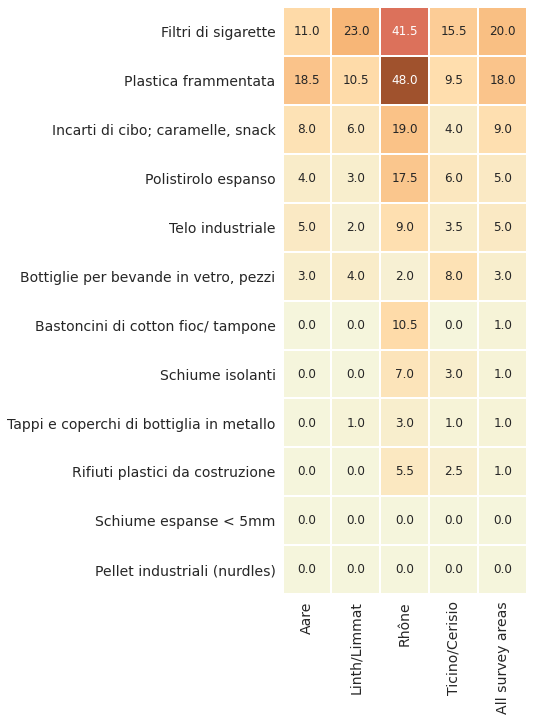 Filtri di sigarette 11.0 23.0 41.5 15.5 20.0
Plastica frammentata 18.5 10.5 48.0 9.5 18.0
Incarti di cibo; caramelle, snack 8.0 6.0 19.0 4.0 9.0
Polistirolo espanso 4.0 3.0 17.5 6.0 5.0
Telo industriale 5.0 2.0 9.0 3.5 5.0
Bottiglie per bevande in vetro, pezzi 3.0 4.0 2.0 8.0 3.0
Bastoncini di cotton fioc/ tampone 0.0 0.0 10.5 0.0 1.0
Schiume isolanti 0.0 0.0 7.0 3.0 1.0
Tappi e coperchi di bottiglia in metallo 0.0 1.0 3.0 1.0 1.0
Rifiuti plastici da costruzione 0.0 0.0 5.5 2.5 1.0
Schiume espanse < 5mm 0.0 0.0 0.0 0.0 0.0
Pellet industriali (nurdles) 0.0 0.0 0.0 0.0 0.0
Aare
Linth/Limmat
Rhône
Ticino/Cerisio
All survey areas